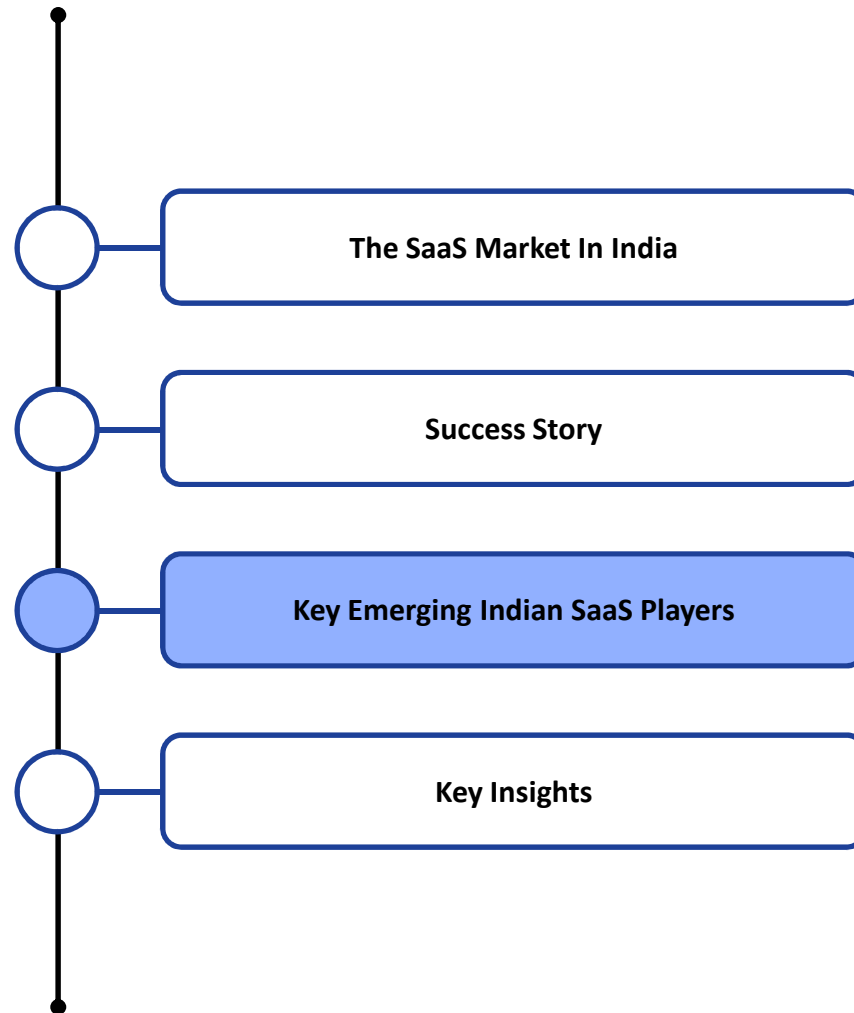 The SaaS Market In India
Success Story
Key Emerging Indian SaaS Players
Key Insights